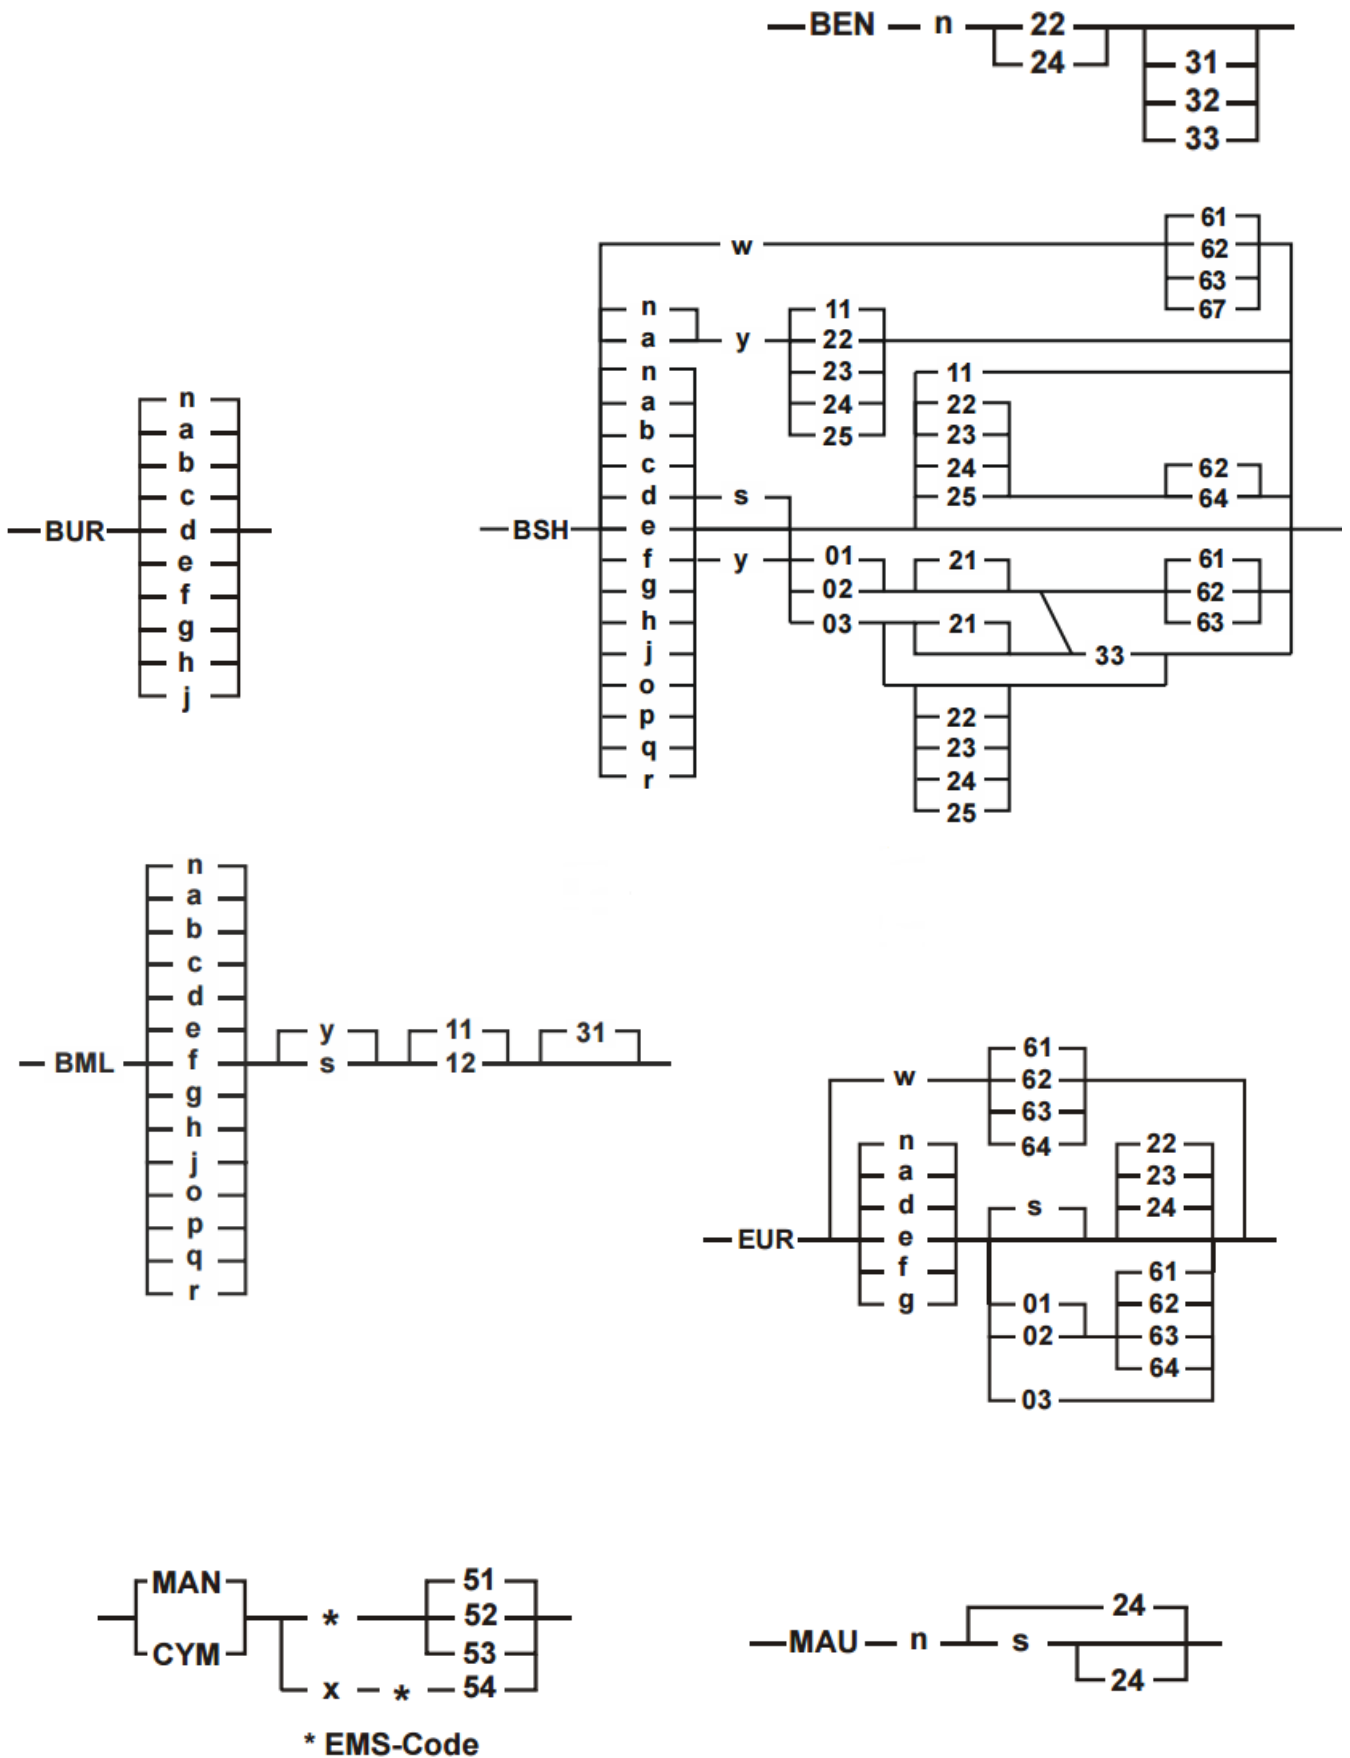 BEN n 22
24
31
32
33
w
61
62
63
67
n
a y
11
22
23
24
25
BSH
n
a
b
c
d s
e
f y
g
h
j
o
p
q
r
11
22
23
24
25
62
64
01
02
03
21
21
33
61
62
63
22
23
24
25
BUR
n
a
b
c
d
e
f
g
h
j
BML
n
a
b
c
d
e
f
g
h
j
o
p
q
r
y
s
11
12
31
EUR
w
61
62
63
64
n
a
d
e
f
g
s
22
23
24
01
02
03
61
62
63
64
MAN
CYM
*
x *
51
52
53
54
* EMS-Code
MAU n s
24
24